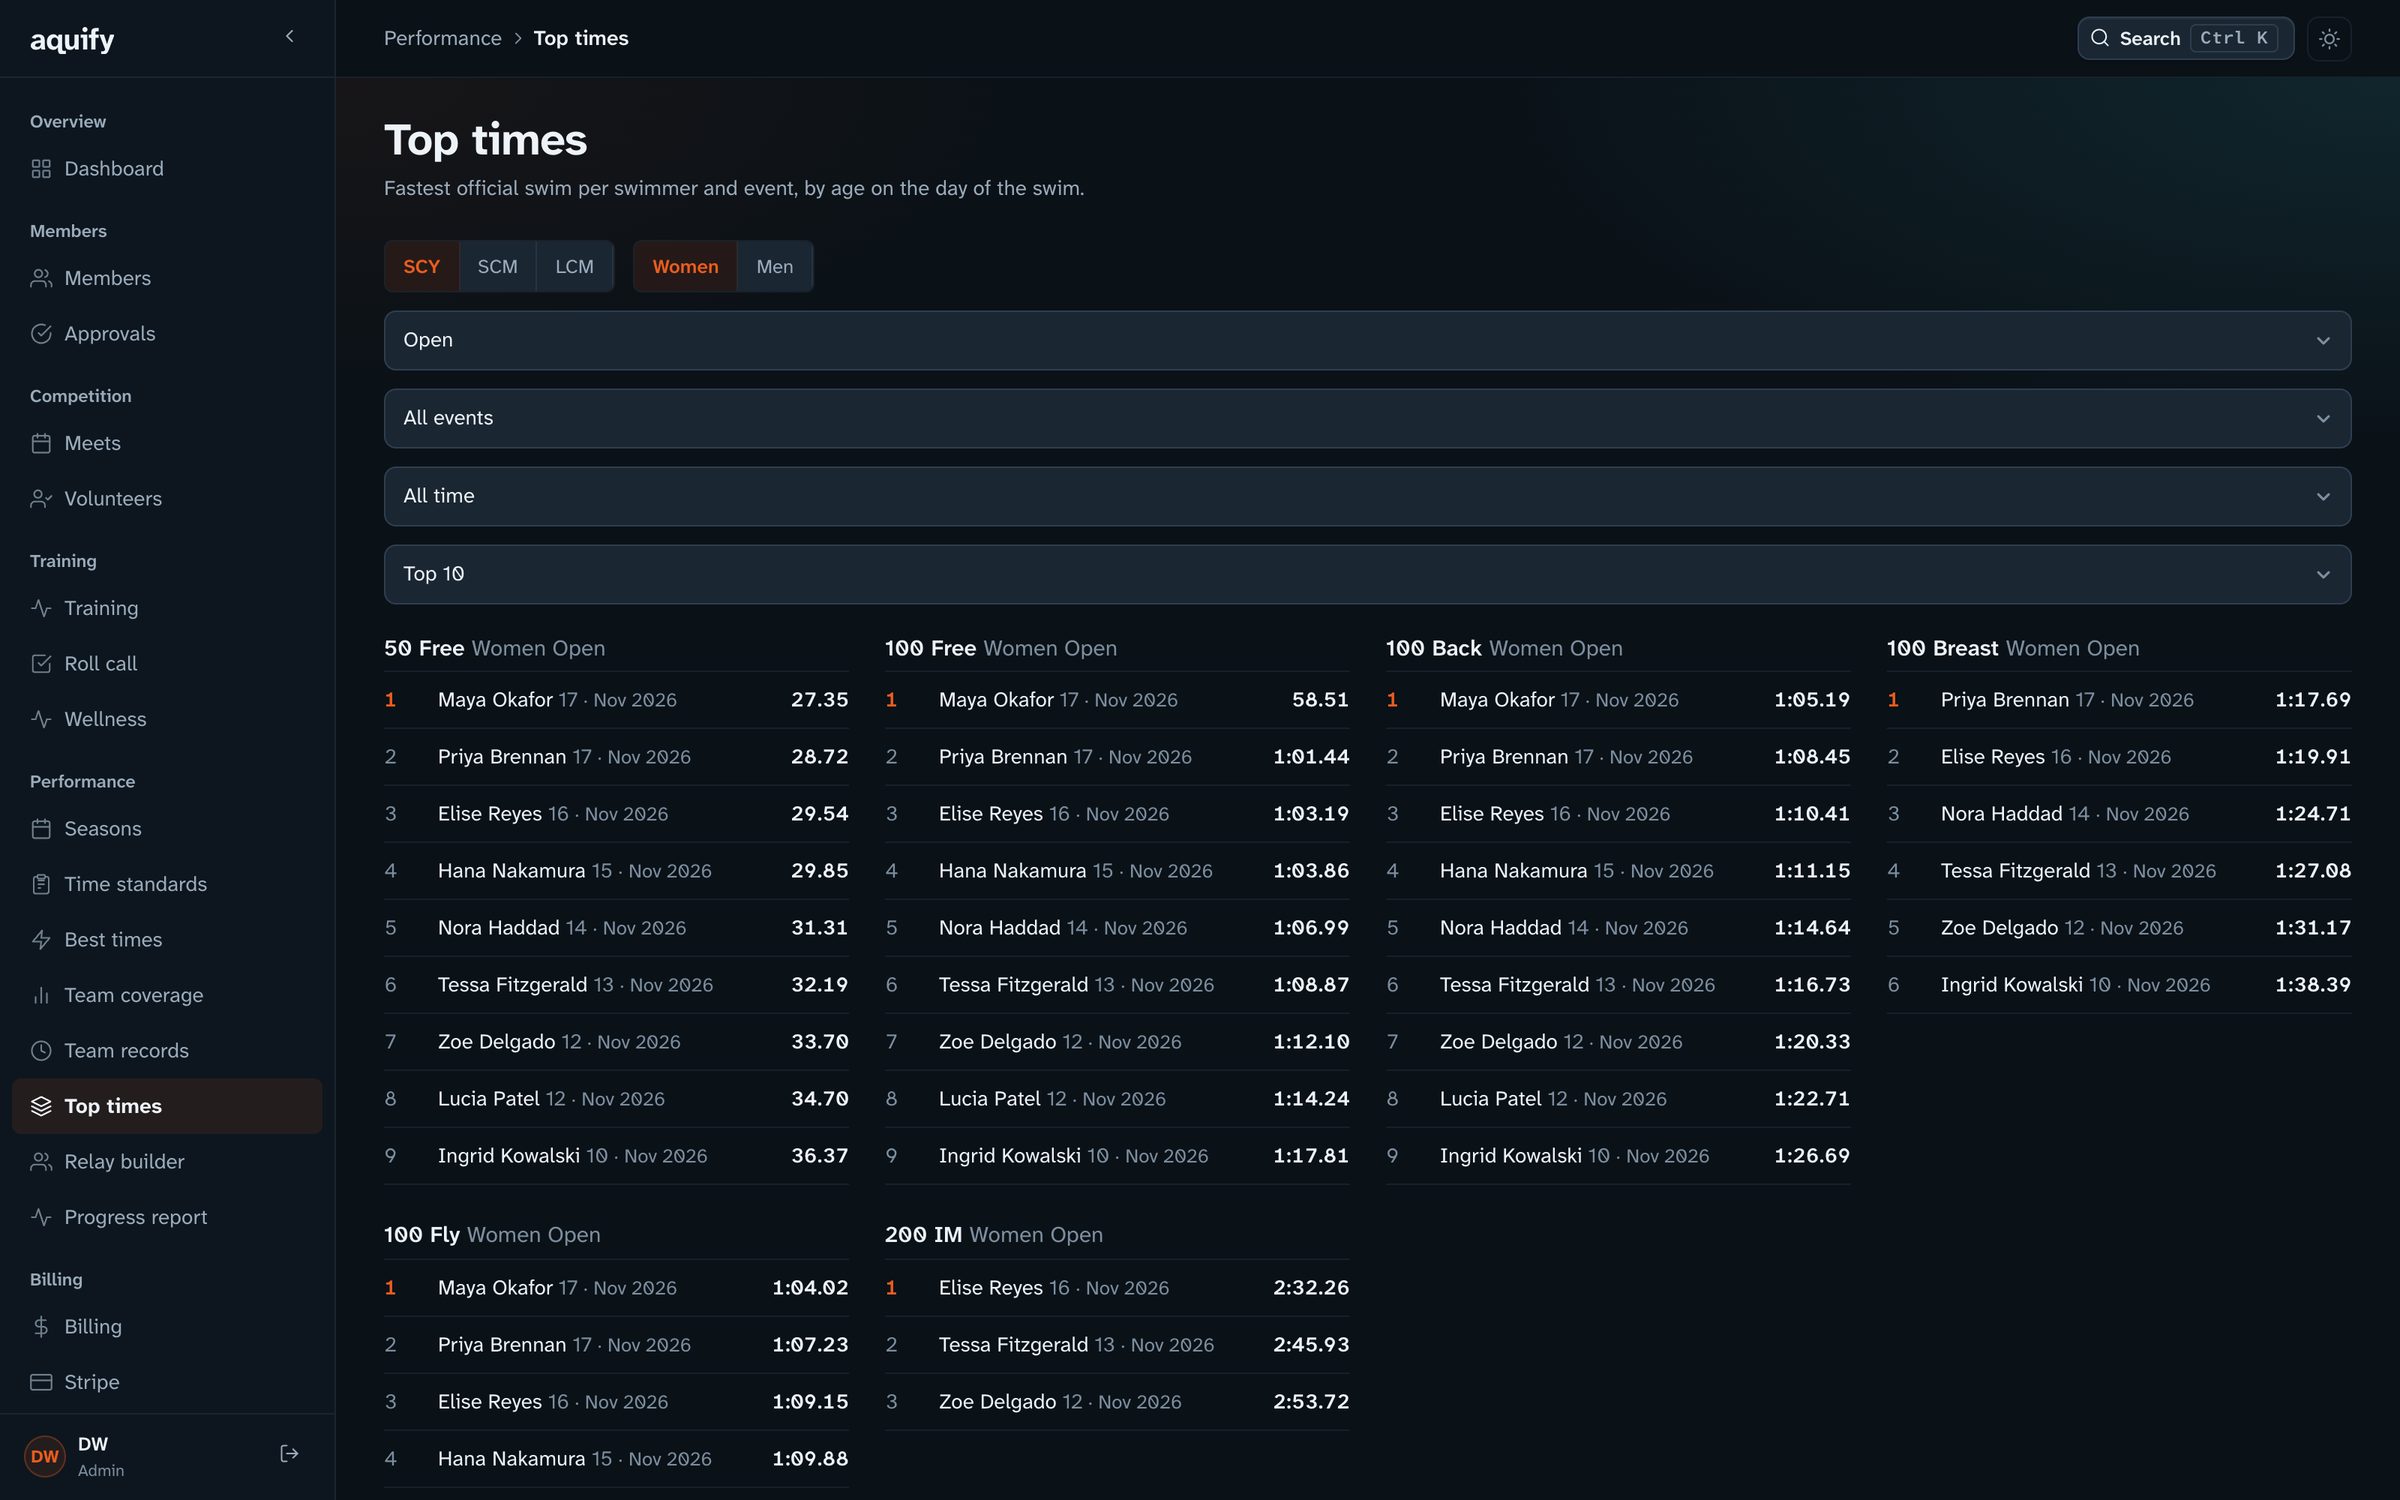 aquify
Performance > Top times
Search Ctrl K
Overview
Dashboard
Members
Members
Approvals
Competition
Meets
Volunteers
Training
Training
Roll call
Wellness
Performance
Seasons
Time standards
Best times
Team coverage
Team records
Top times
Relay builder
Progress report
Billing
Billing
Stripe
DW
DW
Admin
Top times
Fastest official swim per swimmer and event, by age on the day of the swim.
SCY SCM LCM Women Men
Open
All events
All time
Top 10
50 Free Women Open
1 Maya Okafor 17 · Nov 2026 27.35
2 Priya Brennan 17 · Nov 2026 28.72
3 Elise Reyes 16 · Nov 2026 29.54
4 Hana Nakamura 15 · Nov 2026 29.85
5 Nora Haddad 14 · Nov 2026 31.31
6 Tessa Fitzgerald 13 · Nov 2026 32.19
7 Zoe Delgado 12 · Nov 2026 33.70
8 Lucia Patel 12 · Nov 2026 34.70
9 Ingrid Kowalski 10 · Nov 2026 36.37
100 Free Women Open
1 Maya Okafor 17 · Nov 2026 58.51
2 Priya Brennan 17 · Nov 2026 1:01.44
3 Elise Reyes 16 · Nov 2026 1:03.19
4 Hana Nakamura 15 · Nov 2026 1:03.86
5 Nora Haddad 14 · Nov 2026 1:06.99
6 Tessa Fitzgerald 13 · Nov 2026 1:08.87
7 Zoe Delgado 12 · Nov 2026 1:12.10
8 Lucia Patel 12 · Nov 2026 1:14.24
9 Ingrid Kowalski 10 · Nov 2026 1:17.81
100 Back Women Open
1 Maya Okafor 17 · Nov 2026 1:05.19
2 Priya Brennan 17 · Nov 2026 1:08.45
3 Elise Reyes 16 · Nov 2026 1:10.41
4 Hana Nakamura 15 · Nov 2026 1:11.15
5 Nora Haddad 14 · Nov 2026 1:14.64
6 Tessa Fitzgerald 13 · Nov 2026 1:16.73
7 Zoe Delgado 12 · Nov 2026 1:20.33
8 Lucia Patel 12 · Nov 2026 1:22.71
9 Ingrid Kowalski 10 · Nov 2026 1:26.69
100 Breast Women Open
1 Priya Brennan 17 · Nov 2026 1:17.69
2 Elise Reyes 16 · Nov 2026 1:19.91
3 Nora Haddad 14 · Nov 2026 1:24.71
4 Tessa Fitzgerald 13 · Nov 2026 1:27.08
5 Zoe Delgado 12 · Nov 2026 1:31.17
6 Ingrid Kowalski 10 · Nov 2026 1:38.39
100 Fly Women Open
1 Maya Okafor 17 · Nov 2026 1:04.02
2 Priya Brennan 17 · Nov 2026 1:07.23
3 Elise Reyes 16 · Nov 2026 1:09.15
4 Hana Nakamura 15 · Nov 2026 1:09.88
200 IM Women Open
1 Elise Reyes 16 · Nov 2026 2:32.26
2 Tessa Fitzgerald 13 · Nov 2026 2:45.93
3 Zoe Delgado 12 · Nov 2026 2:53.72